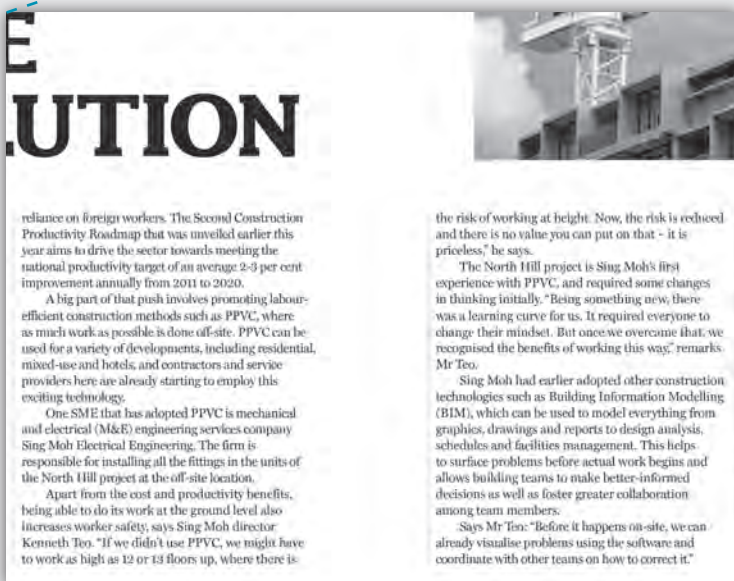 E
UTION
reliance on foreign workers. The Second Construction
Productivity Roadmap that was unveiled earlier this
year aims to drive the sector towards meeting the
national productivity target of an average 2-3 per cent
improvement annually from 2011 to 2020.
A big part of that push involves promoting labour-
efficient construction methods such as PPVC, where
as much work as possible is done off-site. PPVC can be
used for a variety of developments, including residential,
mixed-use and hotels, and contractors and service
providers here are already starting to employ this
exciting technology.
One SME that has adopted PPVC is mechanical
and electrical (M&E) engineering services company
Sing Moh Electrical Engineering. The firm is
responsible for installing all the fittings in the units of
the North Hill project at the off-site location.
Apart from the cost and productivity benefits,
being able to do its work at the ground level also
increases worker safety, says Sing Moh director
Kenneth Teo. "If we didn't use PPVC, we might have
to work as high as 12 or 13 floors up, where there is
the risk of working at height. Now, the risk is reduced
and there is no value you can put on that – it is
priceless," he says.
The North Hill project is Sing Moh's first
experience with PPVC, and required some changes
in thinking initially. "Being something new, there
was a learning curve for us. It required everyone to
change their mindset. But once we overcame that, we
recognised the benefits of working this way," remarks
Mr Teo.
Sing Moh had earlier adopted other construction
technologies such as Building Information Modelling
(BIM), which can be used to model everything from
graphics, drawings and reports to design analysis,
schedules and facilities management. This helps
to surface problems before actual work begins and
allows building teams to make better-informed
decisions as well as foster greater collaboration
among team members.
Says Mr Teo: "Before it happens on-site, we can
already visualise problems using the software and
coordinate with other teams on how to correct it."